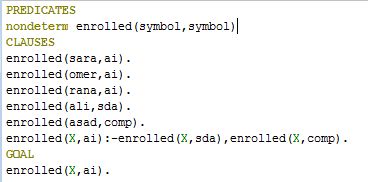 PREDICATES
nondeterm enrolled(symbol,symbol)
CLAUSES
enrolled(sara,ai).
enrolled(omer,ai).
enrolled(rana,ai).
enrolled(ali,sda).
enrolled(asad,comp).
enrolled(X,ai):-enrolled(X,sda),enrolled(X,comp).
GOAL
enrolled(X,ai).